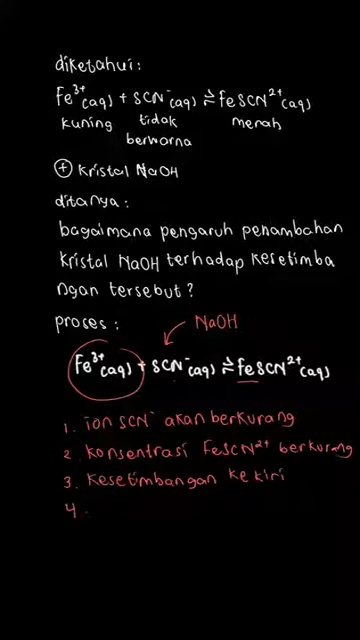 diketahui:
Fe³⁺(aq) + SCN⁻(aq) ⇌ FeSCN²⁺(aq)
kuning tidak merah
berwarna
⊕ Kristal NaOH
ditanya:
bagaimana pengaruh penambahan
kristal NaOH terhadap kesetimba
ngan tersebut?
proses:
NaOH
Fe³⁺(aq) + SCN⁻(aq) ⇌ FeSCN²⁺(aq)
1. ion SCN⁻ akan berkurang
2. konsentrasi FeSCN²⁺ berkurang
3. Kesetimbangan ke kiri
4.